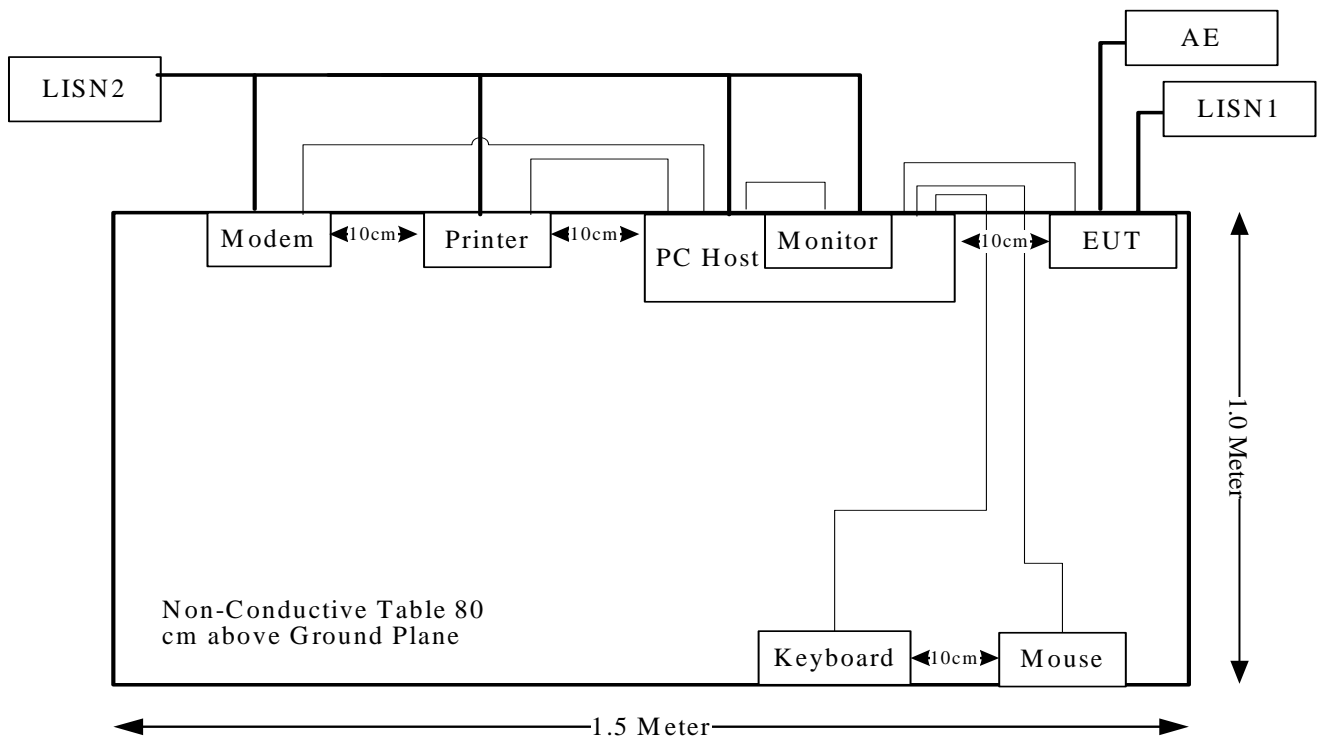 AE
LISN2
LISN1
Modem
10cm
Printer
10cm
PC Host
Monitor
10cm
EUT
1.0 Meter
Non-Conductive Table 80
cm above Ground Plane
Keyboard
10cm
Mouse
1.5 Meter